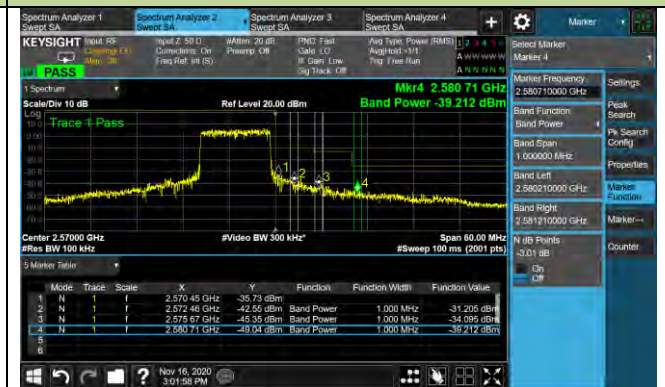 Spectrum Analyzer 1
Swept SA
Spectrum Analyzer 2
Swept SA
Spectrum Analyzer 3
Swept SA
Spectrum Analyzer 4
Swept SA
+
Marker
KEYSIGHT Input: RF
Input Z: 50 Ω
Corrections: On
Freq Ref: Int (S)
#Atten: 20 dB
Preamp: Off
PNO: Fast
Gate: LO
IF Gain: Low
Sig Track: Off
Avg Type: Power (RMS)
Avg|Hold:>1/1
Trig: Free Run
1 2 3 4 5 6
A W W W W W
A N N N N N
PASS
Select Marker
Marker 4
1 Spectrum
Scale/Div 10 dB
Ref Level 20.00 dBm
Mkr4 2.580 71 GHz
Band Power -39.212 dBm
Log
Trace 1 Pass
1
2
3
4
Center 2.57000 GHz
#Res BW 100 kHz
#Video BW 300 kHz*
Span 60.00 MHz
#Sweep 100 ms (2001 pts)
Marker Frequency
2.580710000 GHz
Band Function
Band Power
Band Span
1.000000 MHz
Band Left
2.580210000 GHz
Band Right
2.581210000 GHz
N dB Points
-3.01 dB
On
Off
Settings
Peak
Search
Pk Search
Config
Properties
Marker
Function
Marker→
Counter
5 Marker Table
Mode Trace Scale X Y Function Function Width Function Value
1 N 1 f 2.570 45 GHz -35.73 dBm
2 N 1 f 2.572 46 GHz -42.55 dBm Band Power 1.000 MHz -31.205 dBm
3 N 1 f 2.575 67 GHz -45.35 dBm Band Power 1.000 MHz -34.095 dBm
4 N 1 f 2.580 71 GHz -49.04 dBm Band Power 1.000 MHz -39.212 dBm
5
6
?
Nov 16, 2020
3:01:58 PM